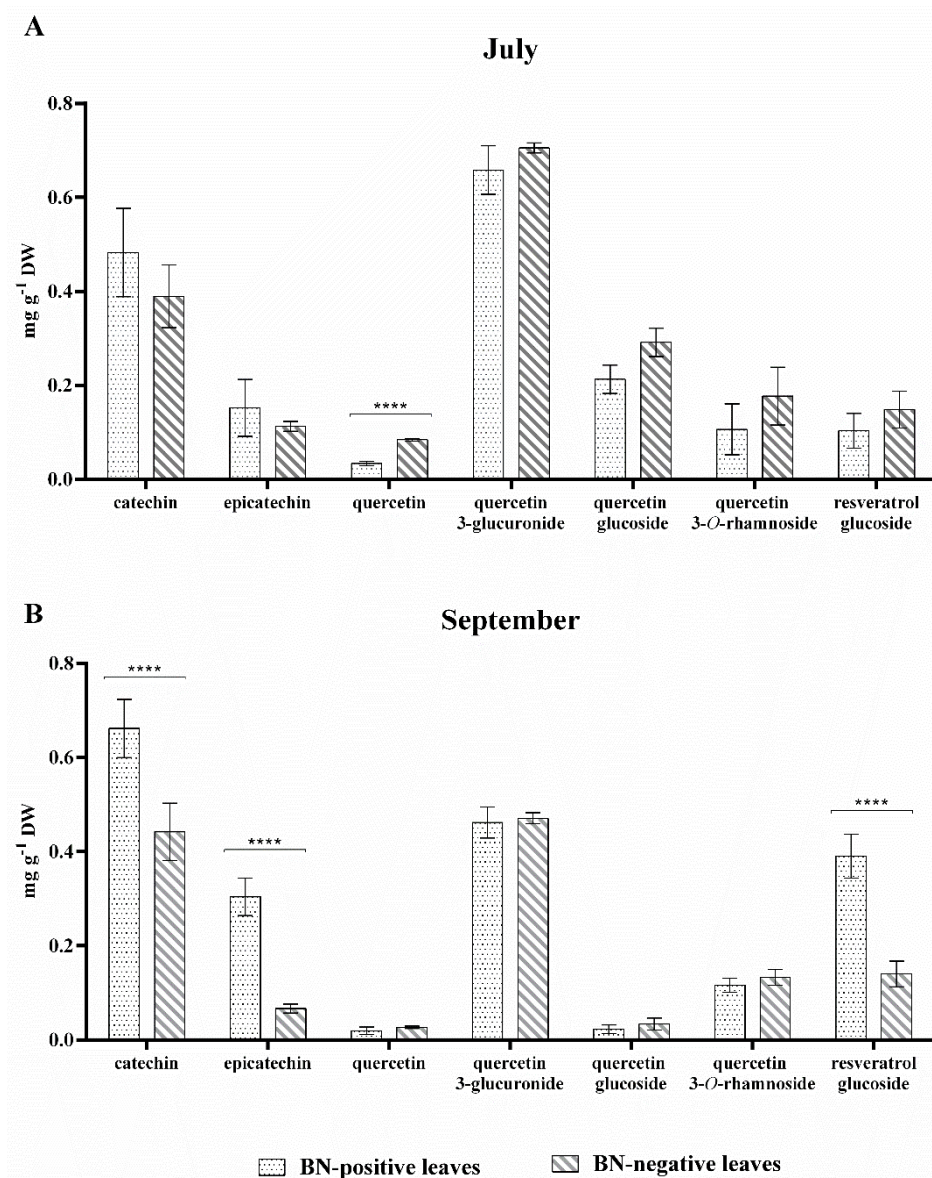 A
July
0.8
0.6
0.4
0.2
0.0
mg g-1 DW
****
catechin epicatechin quercetin quercetin quercetin quercetin resveratrol
3-glucuronide glucoside 3-O-rhamnoside glucoside
B
September
0.8
0.6
0.4
0.2
0.0
mg g-1 DW
****
****
****
catechin epicatechin quercetin quercetin quercetin quercetin resveratrol
3-glucuronide glucoside 3-O-rhamnoside glucoside
BN-positive leaves BN-negative leaves